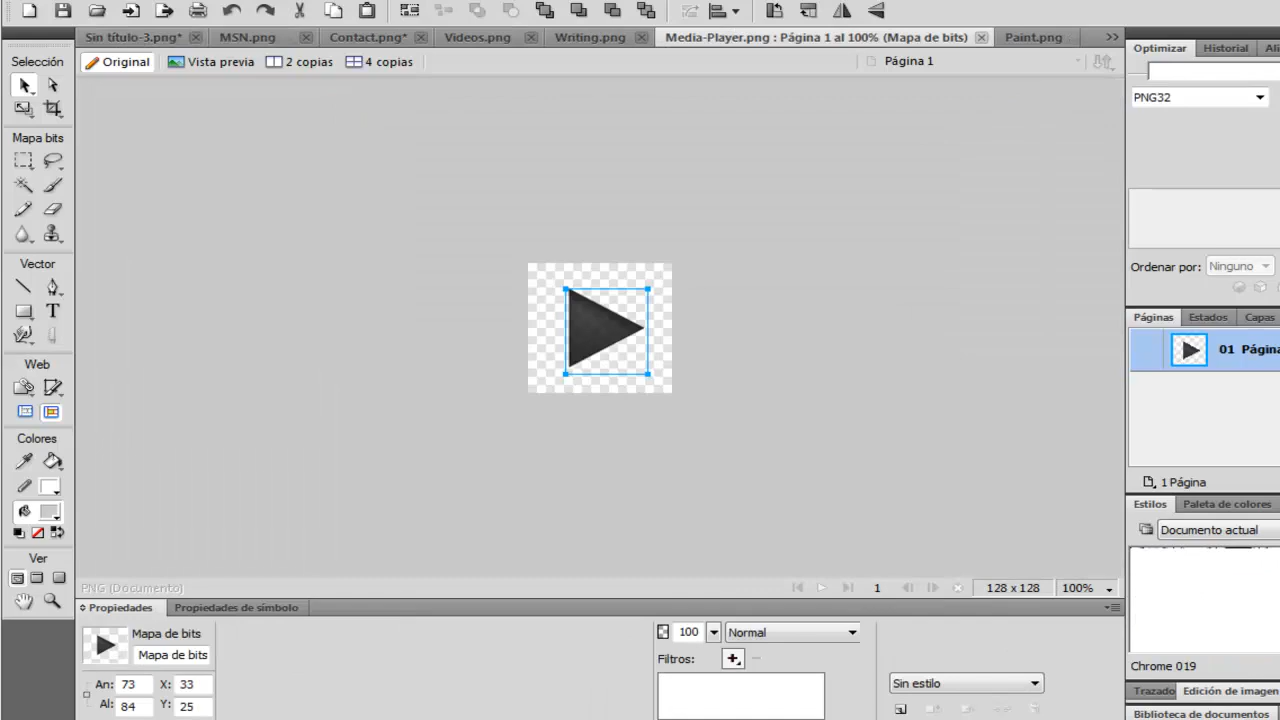 Sin título-3.png*
MSN.png
Contact.png*
Videos.png
Writing.png
Media-Player.png : Página 1 al 100% (Mapa de bits)
Paint.png
>>
Original
Vista previa
2 copias
4 copias
Página 1
Selección
Mapa bits
Vector
T
Web
Colores
Ver
Optimizar
Historial
PNG32
Ordenar por:
Ninguno
Páginas
Estados
Capas
01 Página
1 Página
Estilos
Paleta de colores
Documento actual
Chrome 019
Trazado
Edición de imagen
Biblioteca de documentos
PNG (Documento)
1
128 x 128
100%
Propiedades
Propiedades de símbolo
Mapa de bits
Mapa de bits
An: 73 X: 33
Al: 84 Y: 25
100
Normal
Filtros:
Sin estilo